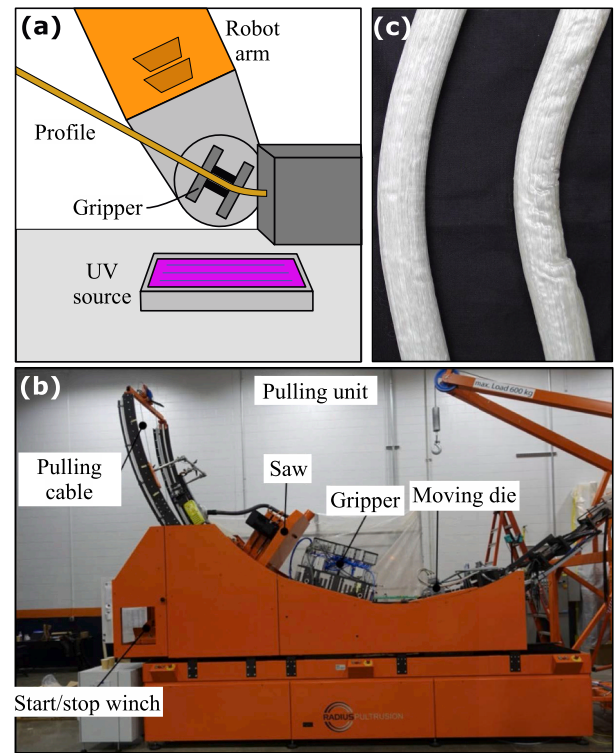 (a)
Robot
arm
Profile
Gripper
UV
source
(c)
(b)
Pulling unit
max. Load 600 kg
Pulling
cable
Saw
Gripper
Moving die
Start/stop winch
RADIUS PULTRUSION